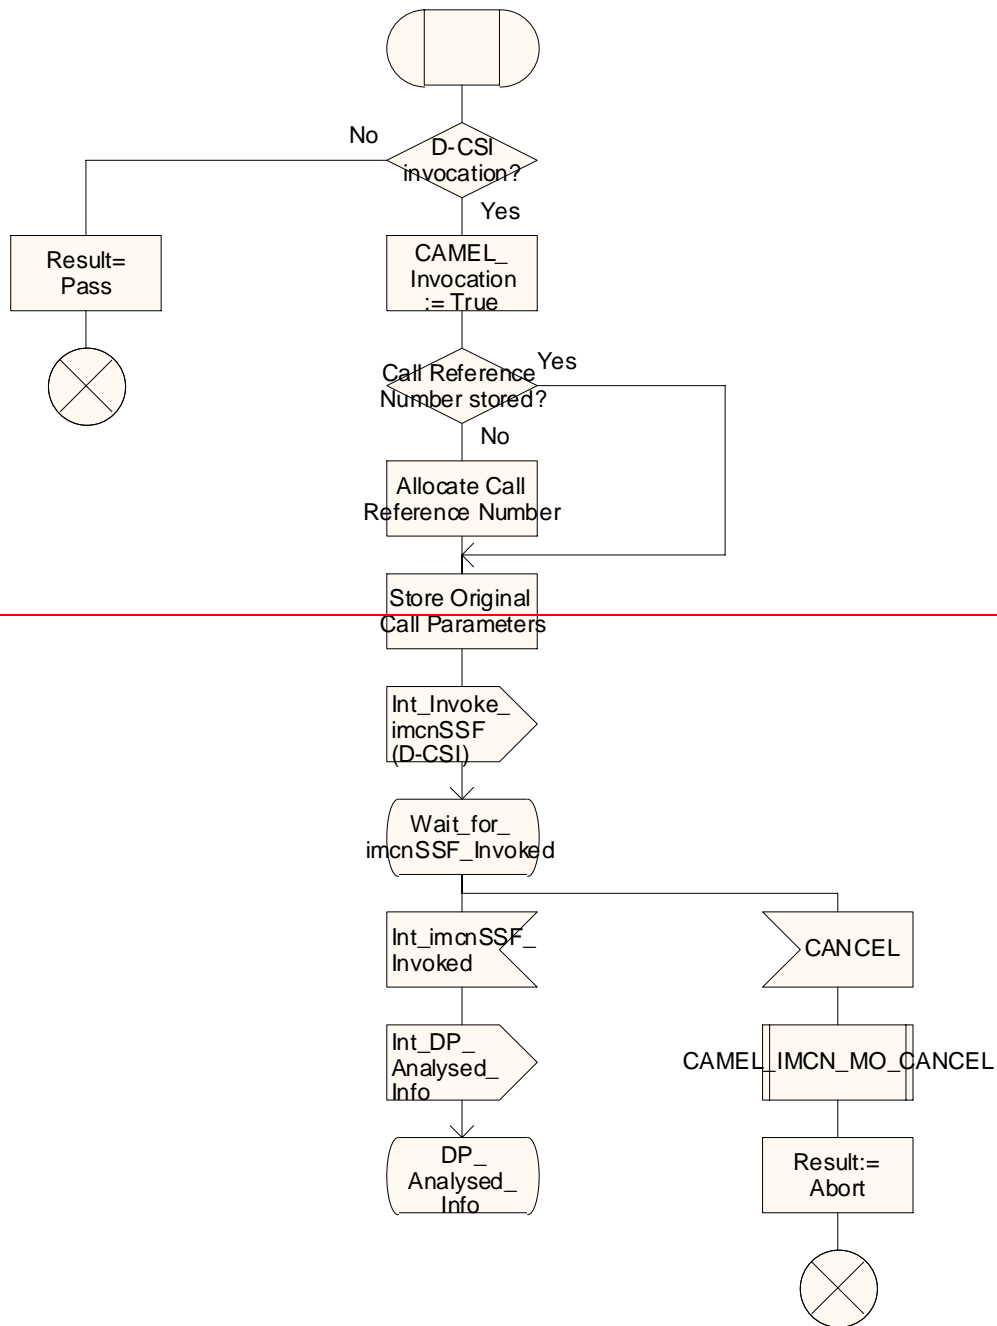 No
D-CSI
invocation?
Yes
Result=
Pass
CAMEL_
Invocation
:= True
Call Reference
Number stored?
Yes
No
Allocate Call
Reference Number
Store Original
Call Parameters
Int_Invoke_
imcnSSF
(D-CSI)
Wait_for_
imcnSSF_Invoked
Int_imcnSSF_
Invoked
CANCEL
Int_DP_
Analysed_
Info
CAMEL_IMCN_MO_CANCEL
DP_
Analysed_
Info
Result:=
Abort